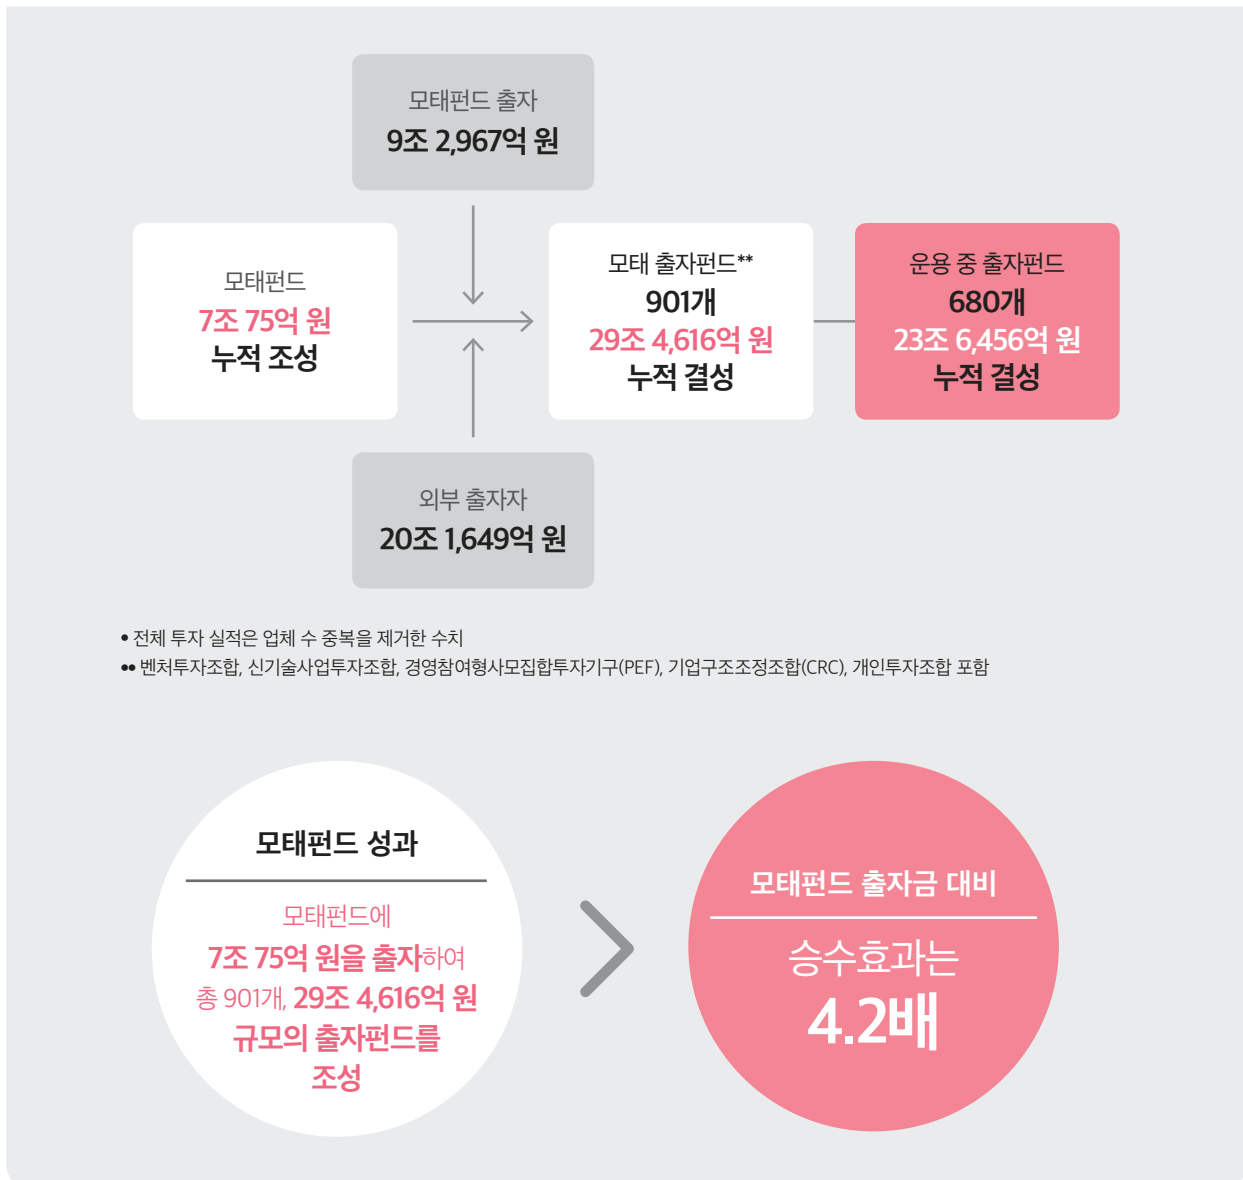 모태펀드 출자
9조 2,967억 원
모태펀드
7조 75억 원
누적 조성
모태 출자펀드**
901개
29조 4,616억 원
누적 결성
운용 중 출자펀드
680개
23조 6,456억 원
누적 결성
외부 출자자
20조 1,649억 원
• 전체 투자 실적은 업체 수 중복을 제거한 수치
•• 벤처투자조합, 신기술사업투자조합, 경영참여형사모집합투자기구(PEF), 기업구조조정조합(CRC), 개인투자조합 포함
모태펀드 성과
모태펀드에
7조 75억 원을 출자하여
총 901개, 29조 4,616억 원
규모의 출자펀드를
조성
모태펀드 출자금 대비
승수효과는
4.2배